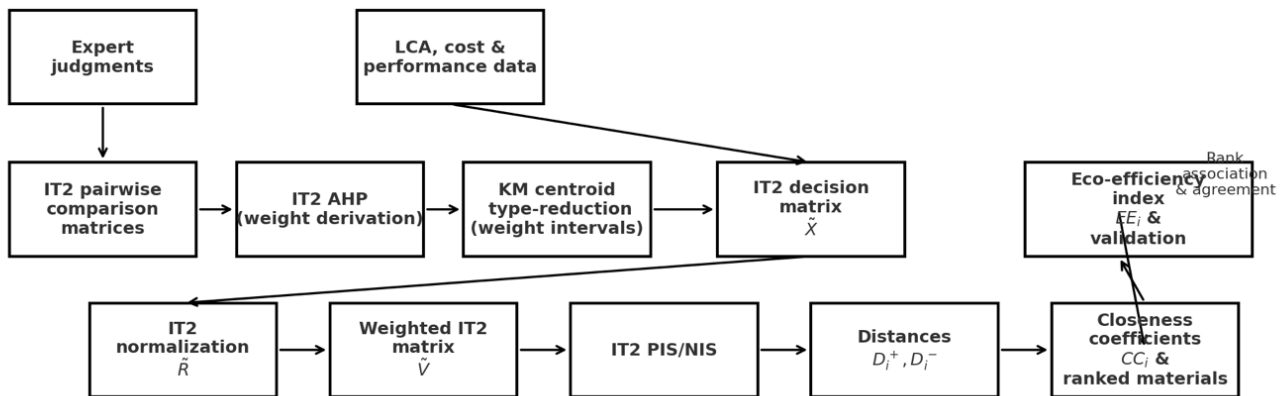 Expert
judgments
LCA, cost &
performance data
IT2 pairwise
comparison
matrices
IT2 AHP
(weight derivation)
KM centroid
type-reduction
(weight intervals)
IT2 decision
matrix
X̃
Eco-efficiency
index
EEᵢ &
validation
Rank
association
& agreement
IT2
normalization
R̃
Weighted IT2
matrix
Ṽ
IT2 PIS/NIS
Distances
Dᵢ⁺, Dᵢ⁻
Closeness
coefficients
CCᵢ &
ranked materials